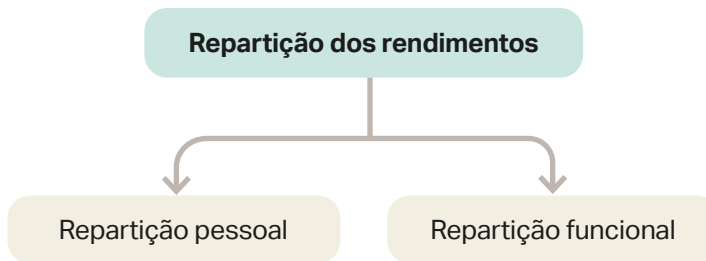 Repartição dos rendimentos
Repartição pessoal
Repartição funcional